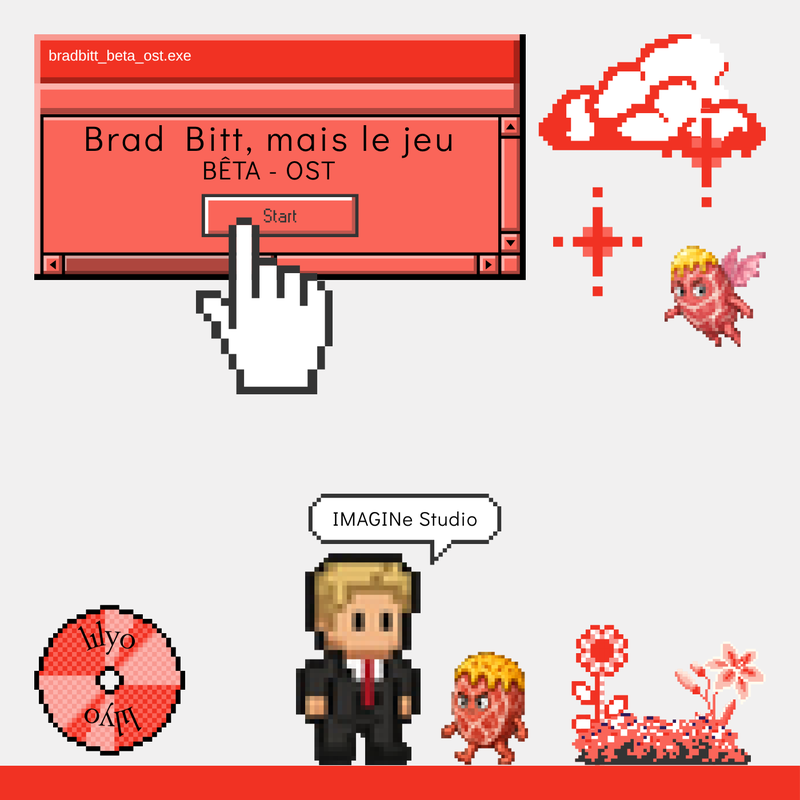 bradbitt_beta_ost.exe
Brad Bitt, mais le jeu
BÊTA - OST
Start
IMAGINe Studio
lilyo
lilyo